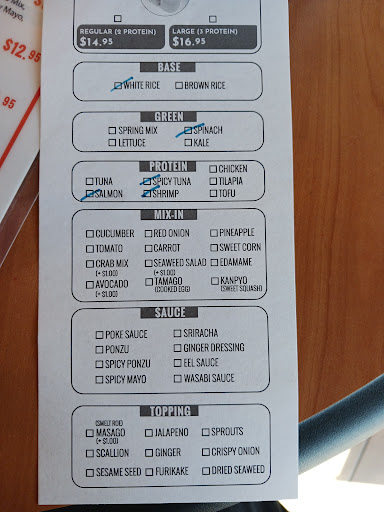 Mix,
Mayo.
$12.95
95
REGULAR (2 PROTEIN)
$14.95
LARGE (3 PROTEIN)
$16.95
BASE
WHITE RICE BROWN RICE
GREEN
SPRING MIX SPINACH
LETTUCE KALE
PROTEIN
CHICKEN
TUNA SPICY TUNA TILAPIA
SALMON SHRIMP TOFU
MIX-IN
CUCUMBER RED ONION PINEAPPLE
TOMATO CARROT SWEET CORN
CRAB MIX SEAWEED SALAD EDAMAME
(+ $1.00) (+ $1.00)
AVOCADO TAMAGO KANPYO
(+ $1.00) (COOKED EGG) (SWEET SQUASH)
SAUCE
POKE SAUCE SRIRACHA
PONZU GINGER DRESSING
SPICY PONZU EEL SAUCE
SPICY MAYO WASABI SAUCE
TOPPING
(SMELT ROE)
MASAGO JALAPENO SPROUTS
(+ $1.00)
SCALLION GINGER CRISPY ONION
SESAME SEED FURIKAKE DRIED SEAWEED